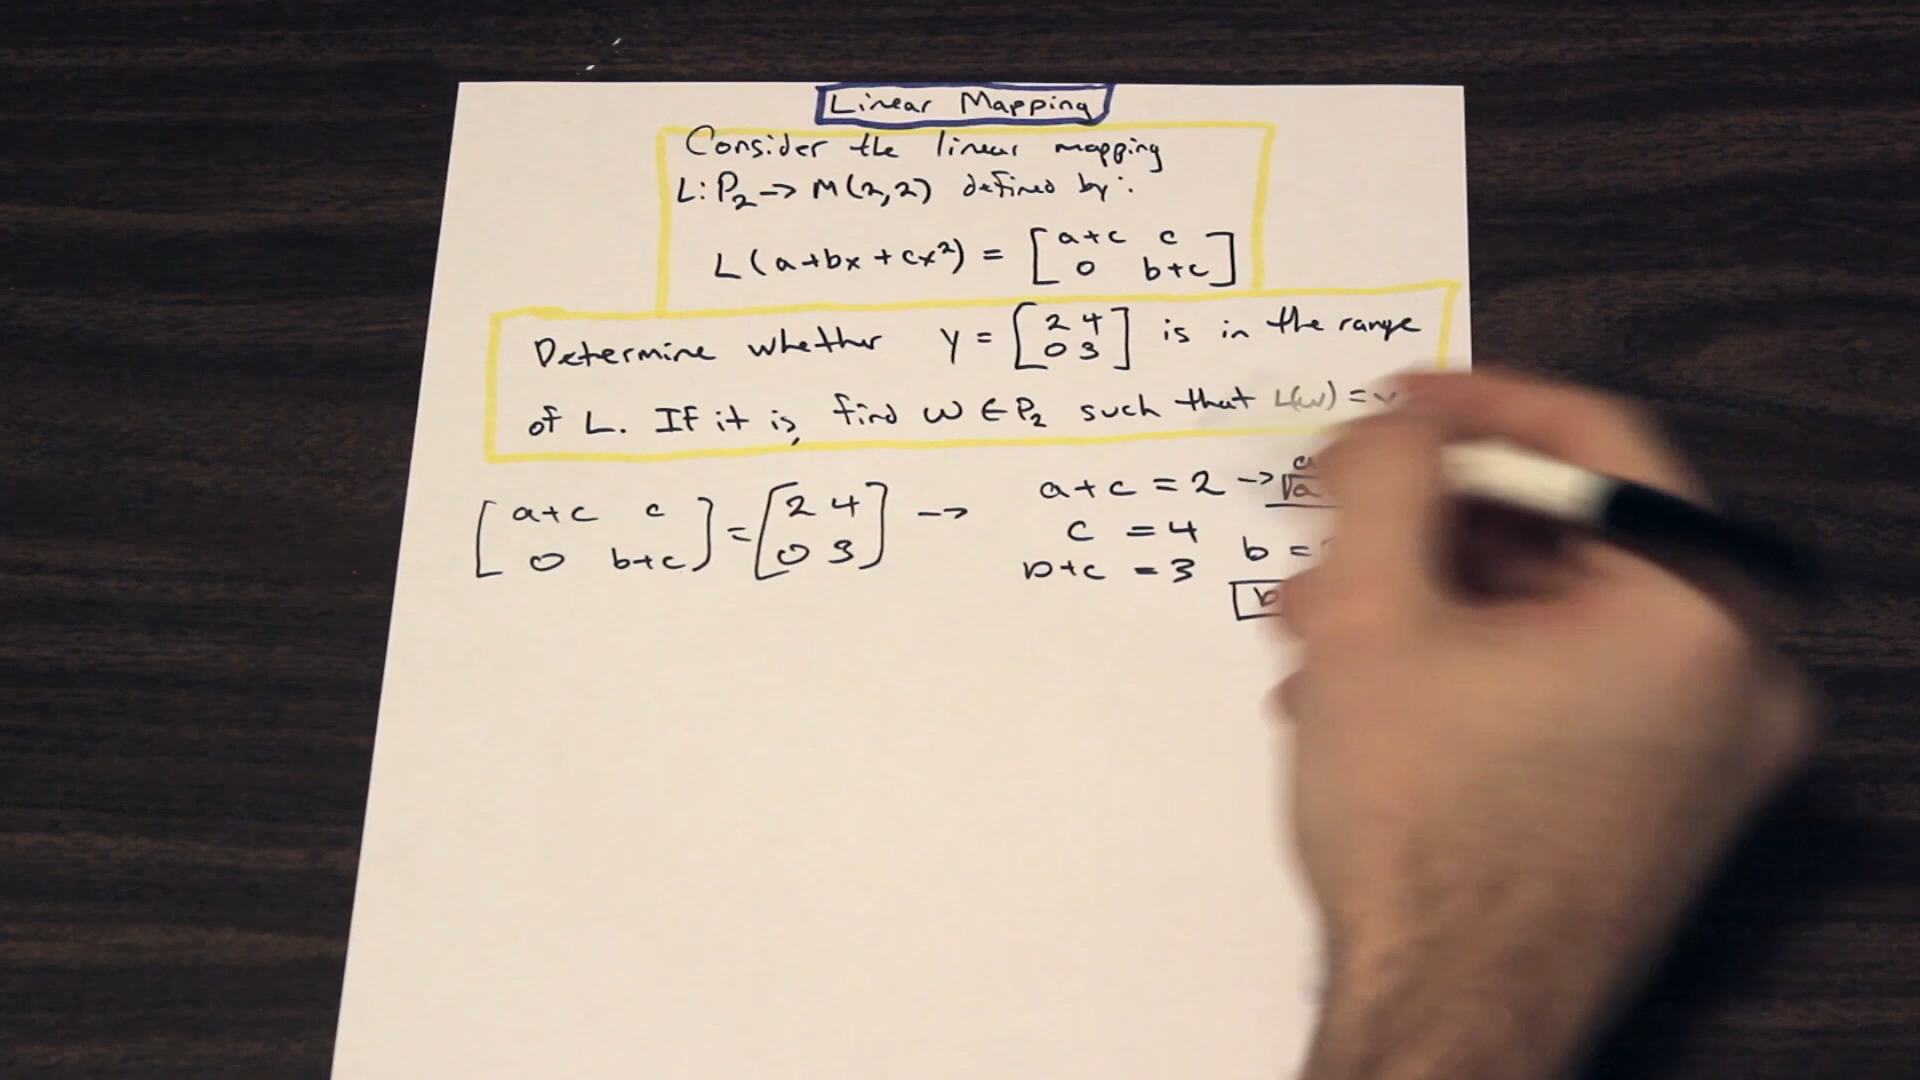 Linear Mapping
Consider the linear mapping
L: P₂ -> M(2,2) defined by:
L(a+bx+cx²) = [a+c c
0 b+c]
Determine whether y = [2 4
0 3] is in the range
of L. If it is, find w ∈ P₂ such that L(w) =
[a+c c
0 b+c] = [2 4
0 3] ->
a+c = 2 ->
c = 4
b+c = 3
b =
b